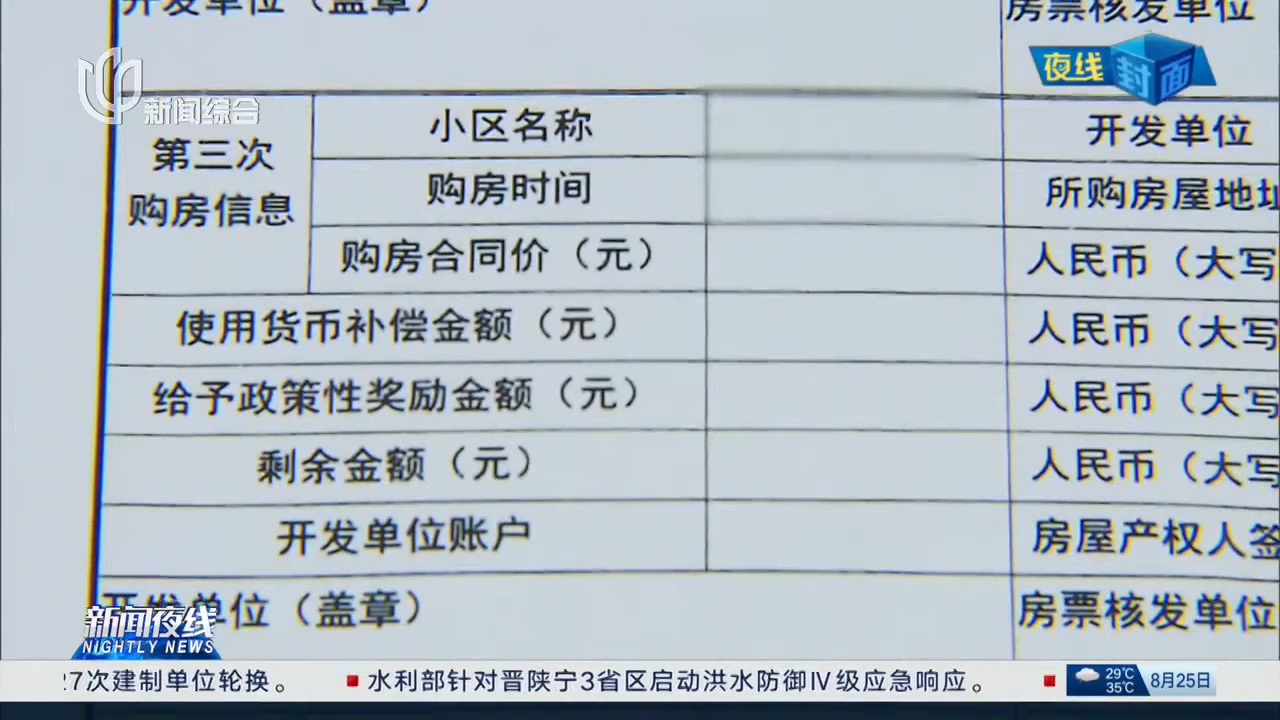 开发单位（盖章）
房票核发单位
夜线
封面
新闻综合
第三次
购房信息
小区名称
开发单位
购房时间
所购房屋地址
购房合同价（元）
人民币（大写
使用货币补偿金额（元）
人民币（大写
给予政策性奖励金额（元）
人民币（大写
剩余金额（元）
人民币（大写
开发单位账户
房屋产权人签
开发单位（盖章）
房票核发单位
新闻夜线
NIGHTLY NEWS
27次建制单位轮换。
水利部针对晋陕宁3省区启动洪水防御Ⅳ级应急响应。
29℃
35℃
8月25日